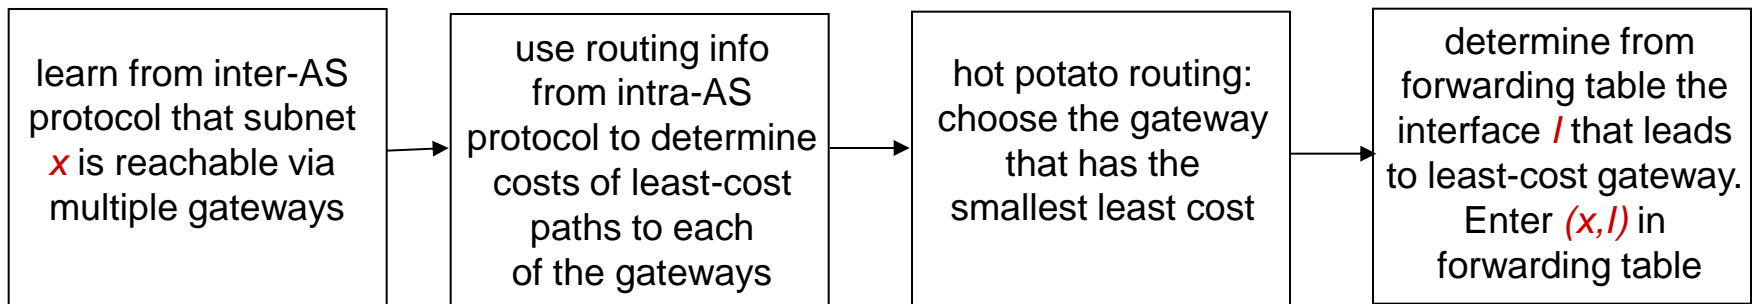 learn from inter-AS
protocol that subnet
x is reachable via
multiple gateways
use routing info
from intra-AS
protocol to determine
costs of least-cost
paths to each
of the gateways
hot potato routing:
choose the gateway
that has the
smallest least cost
determine from
forwarding table the
interface I that leads
to least-cost gateway.
Enter (x,I) in
forwarding table